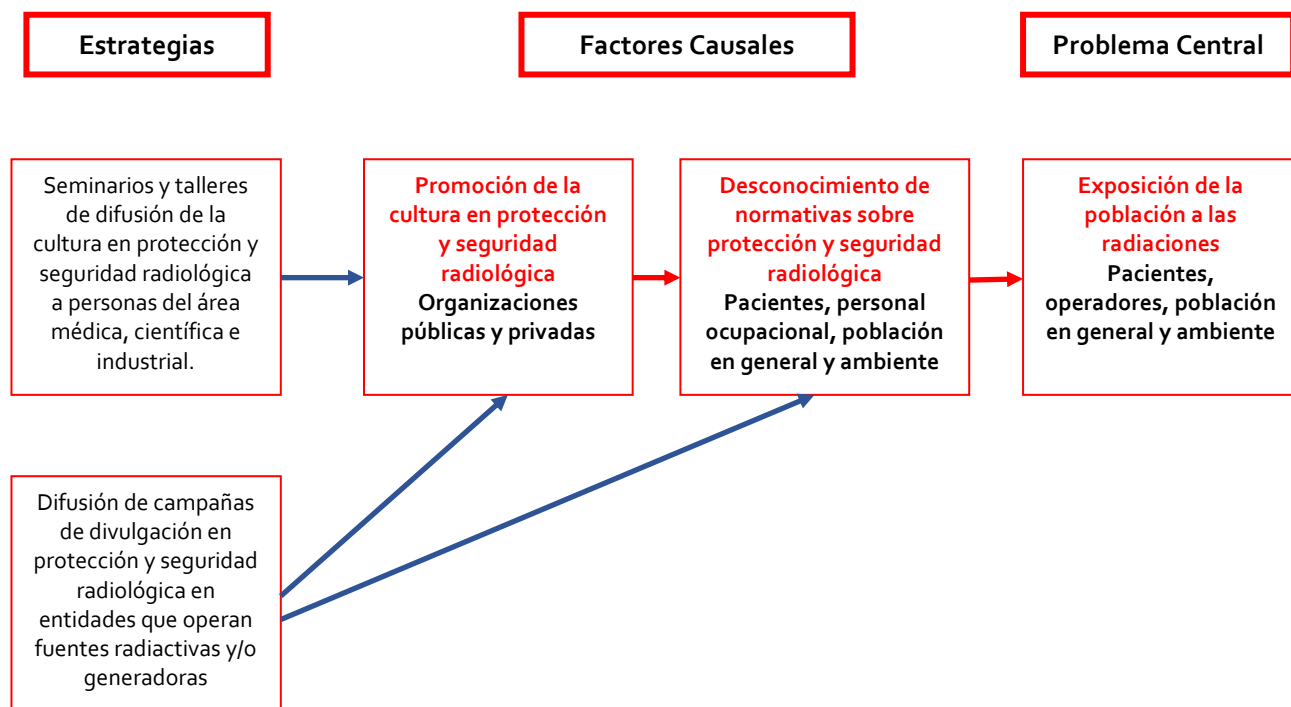 Estrategias
Factores Causales
Problema Central
Seminarios y talleres
de difusión de la
cultura en protección y
seguridad radiológica
a personas del área
médica, científica e
industrial.
Promoción de la
cultura en protección
y seguridad
radiológica
Organizaciones
públicas y privadas
Desconocimiento de
normativas sobre
protección y seguridad
radiológica
Pacientes, personal
ocupacional, población
en general y ambiente
Exposición de la
población a las
radiaciones
Pacientes,
operadores, población
en general y ambiente
Difusión de campañas
de divulgación en
protección y seguridad
radiológica en
entidades que operan
fuentes radiactivas y/o
generadoras